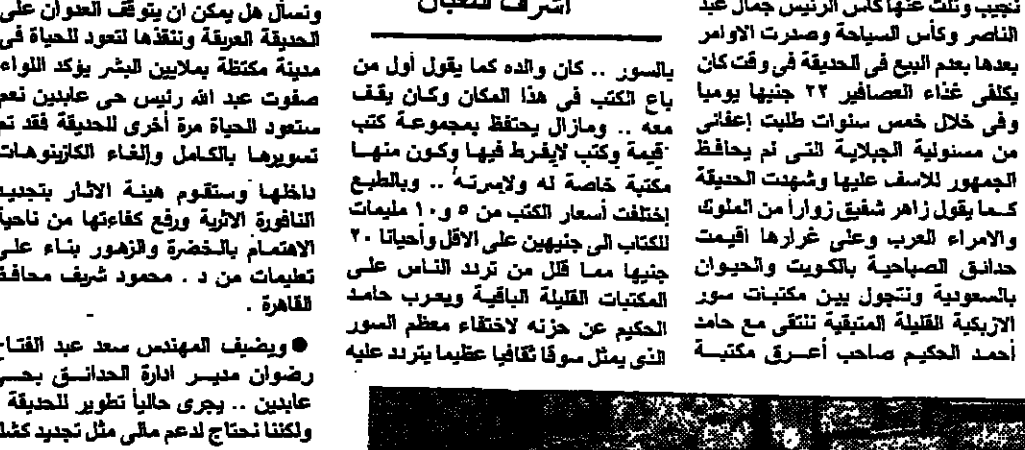 نجيب ونلت عنها كأس الرئيس جمال عبد
الناصر وكأس السياحة وصدرت الاوامر
بعدها بعدم البيع فى الحديقة فى وقت كان
يكلفى غذاء العصافير ٢٢ جنيها يوميا
وفى خلال خمس سنوات طلبت إعفائى
من مسئولية الجبلاية التى لم يحافظ
الجمهور للاسف عليها وشهدت الحديقة
كما يقول زاهر شفيق زواراً من الملوك
والامراء العرب وعلى غرارها اقيمت
حدائق الصباحية بالكويت والحيوان
بالسعودية ونتجول بين مكتبات سور
الازبكية القليلة المتبقية نلتقى مع حامد
أحمد الحكيم صاحب أعرق مكتبة
اشرف
بالسور .. كان والده كما يقول أول من
باع الكتب فى هذا المكان وكان يقف
معه .. ومازال يحتفظ بمجموعة كتب
قيمة وكتب لايفرط فيها وكون منها
مكتبة خاصة له ولاسرته .. وبالطبع
إختلفت أسعار الكتب من ٥ و١٠ مليمات
للكتاب الى جنيهين على الاقل وأحيانا ٢٠
جنيها مما قلل من تردد الناس على
المكتبات القليلة الباقية ويعرب حامد
الحكيم عن حزنه لاختفاء معظم السور
الذى يمثل سوقا ثقافيا عظيما يتردد عليه
ونسأل هل يمكن ان يتوقف العدوان على
الحديقة العريقة وننقذها لتعود للحياة فى
مدينة مكتظة بملايين البشر يؤكد اللواء
صفوت عبد الله رئيس حى عابدين نعم
ستعود للحياة مرة أخرى للحديقة فقد تم
تسويرها بالكامل وإلغاء الكازينوهات
داخلها وستقوم هيئة الاثار بتجديد
النافورة الاثرية ورفع كفاءتها من ناحية
الاهتمام بالخضرة والزهور بناء على
تعليمات من د . محمود شريف محافظ
القاهرة .
● ويضيف المهندس سعد عبد الفتاح
رضوان مدير ادارة الحدائق بحى
عابدين .. يجرى حالياً تطوير للحديقة
ولكننا نحتاج لدعم مالى مثل تجديد